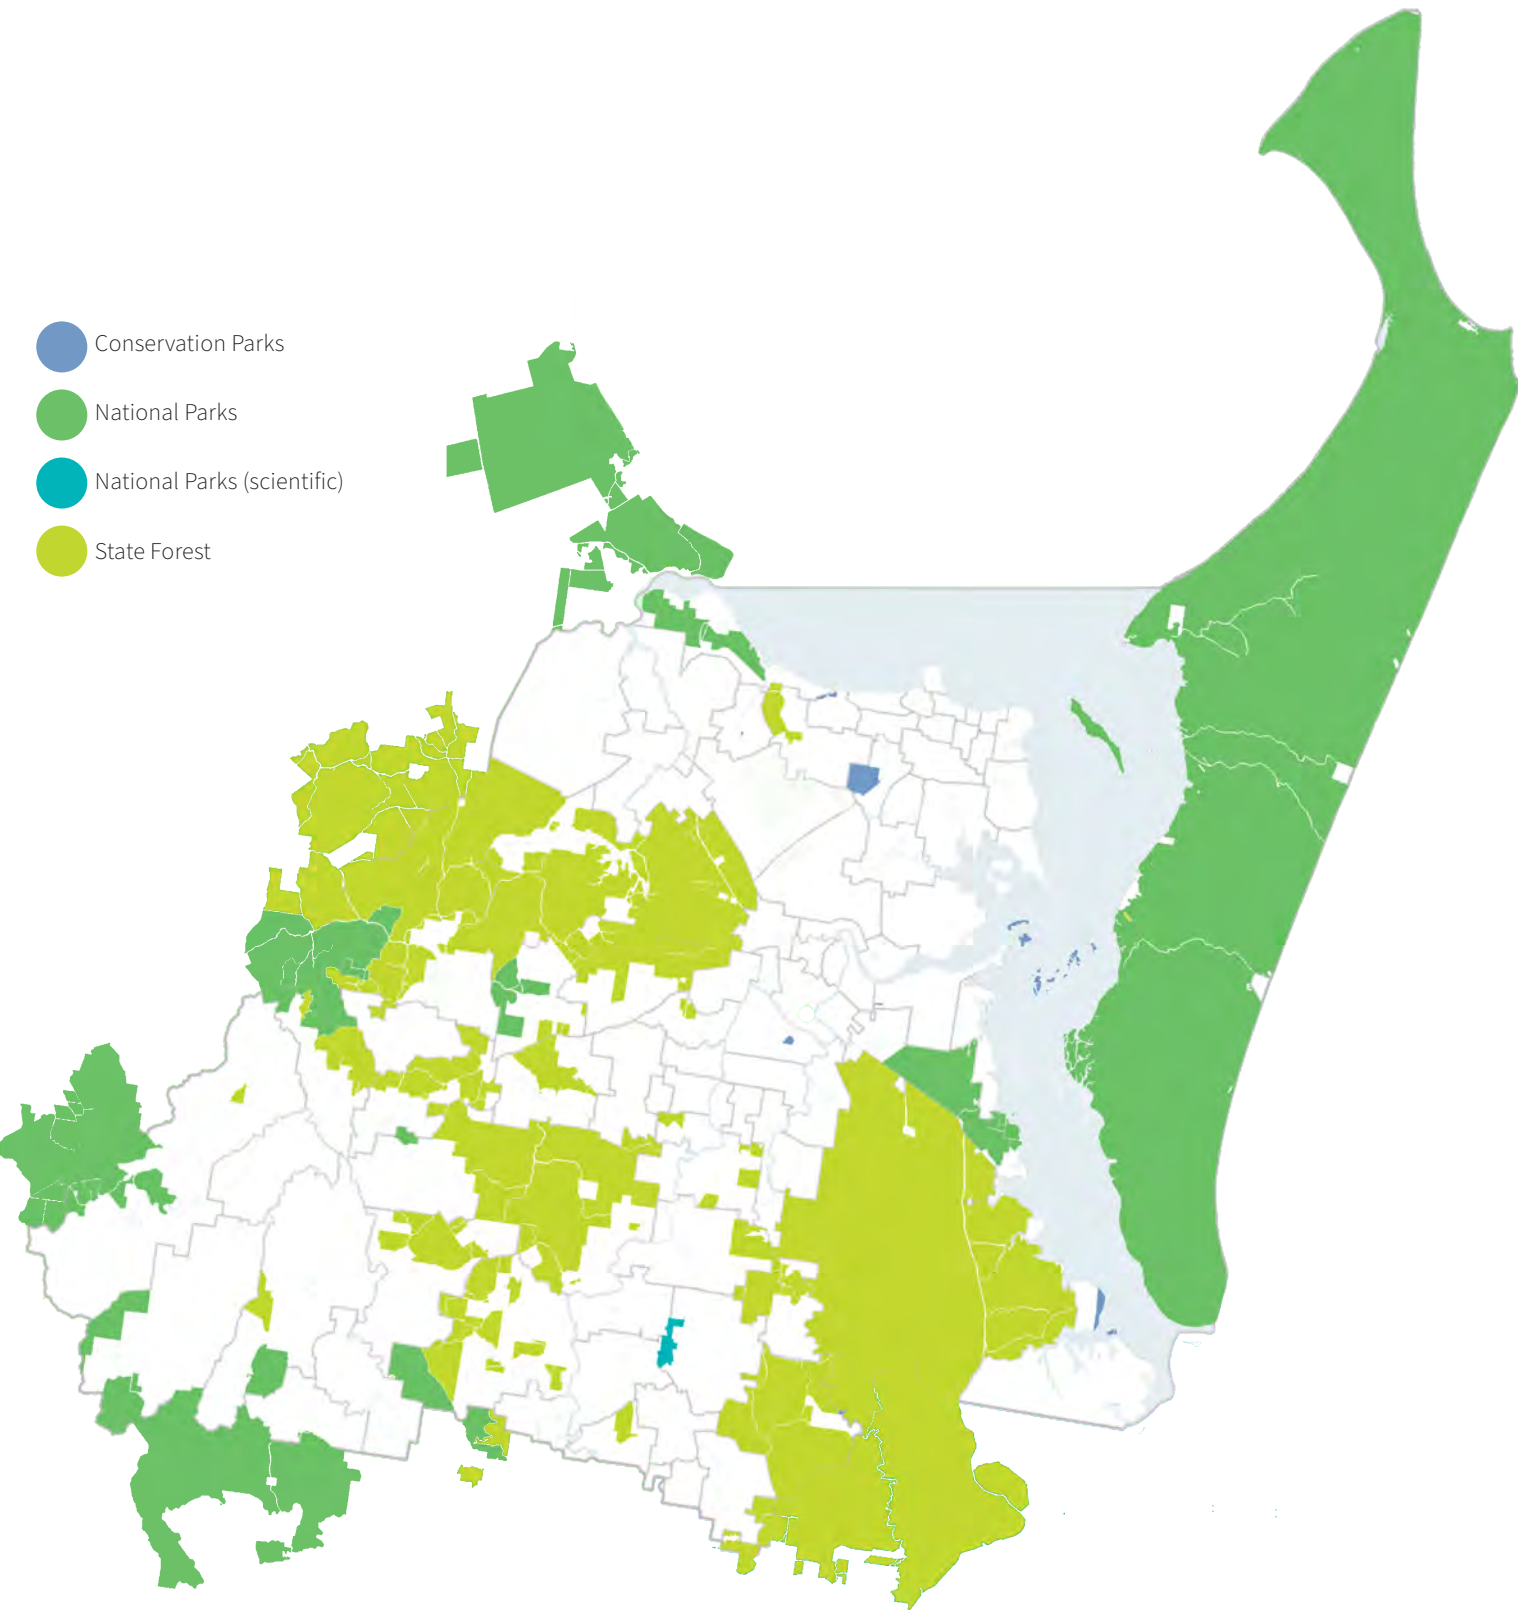 Conservation Parks
National Parks
National Parks (scientific)
State Forest